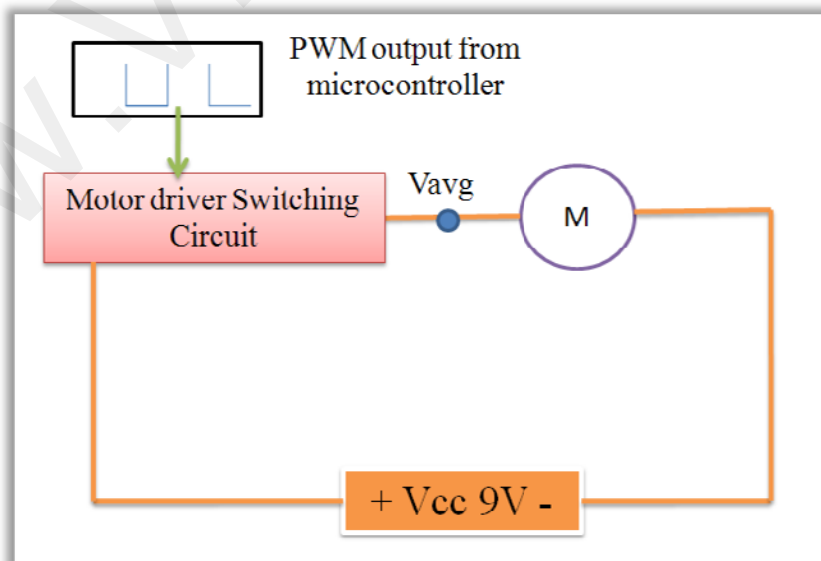 PWM output from
microcontroller
Motor driver Switching
Circuit
Vavg
M
+ Vcc 9V -